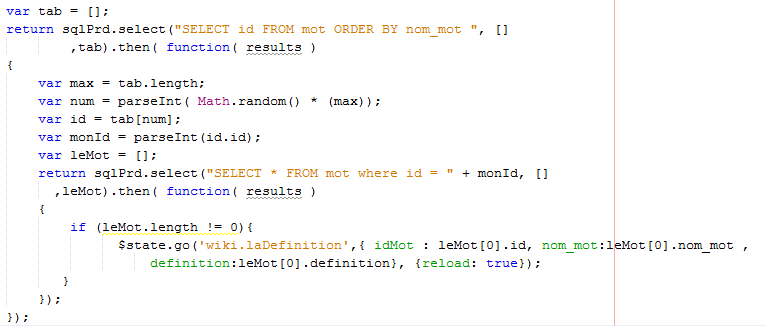 var tab = [];
return sqlPrd.select("SELECT id FROM mot ORDER BY nom_mot ", []
,tab).then( function( results )
{
var max = tab.length;
var num = parseInt( Math.random() * (max));
var id = tab[num];
var monId = parseInt(id.id);
var leMot = [];
return sqlPrd.select("SELECT * FROM mot where id = " + monId, []
,leMot).then( function( results )
{
if (leMot.length != 0){
$state.go('wiki.laDefinition',{ idMot : leMot[0].id, nom_mot:leMot[0].nom_mot ,
definition:leMot[0].definition}, {reload: true});
}
});
});